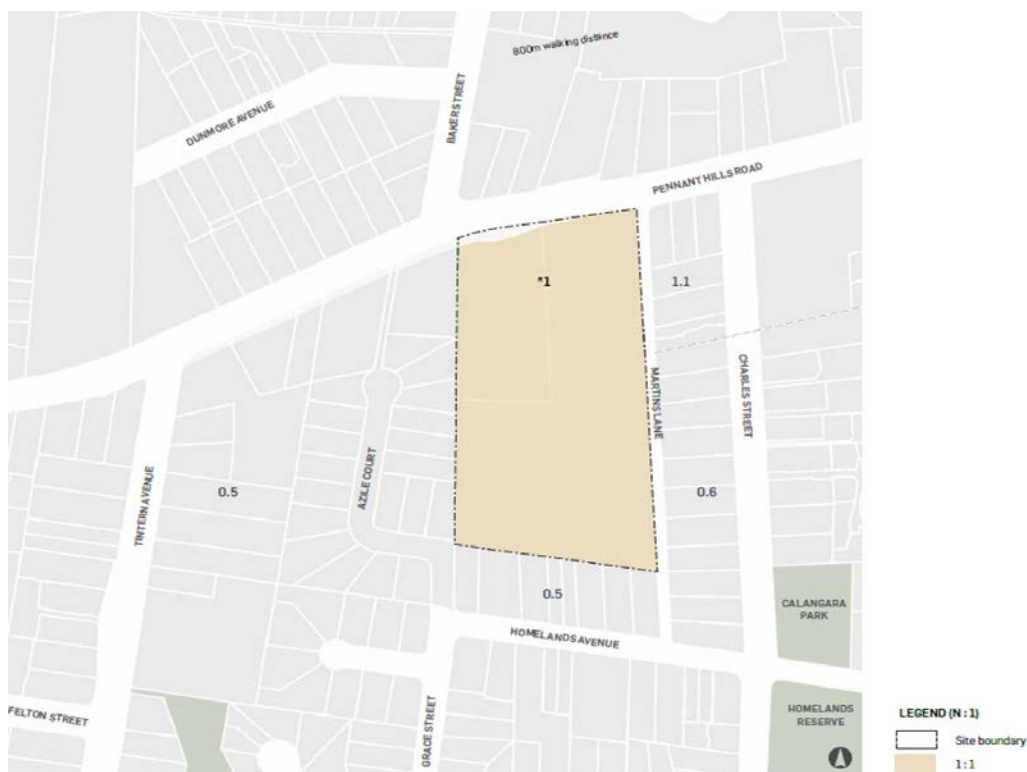 800m walking distance
DUNMORE AVENUE
BAKER STREET
PENNANT HILLS ROAD
*1
1.1
MARTINS LANE
CHARLES STREET
TINTERN AVENUE
0.5
AZILE COURT
0.6
0.5
CALANGARA
PARK
HOMELANDS AVENUE
FELTON STREET
GRACE STREET
HOMELANDS
RESERVE
LEGEND (N : 1)
Site boundary
1 : 1